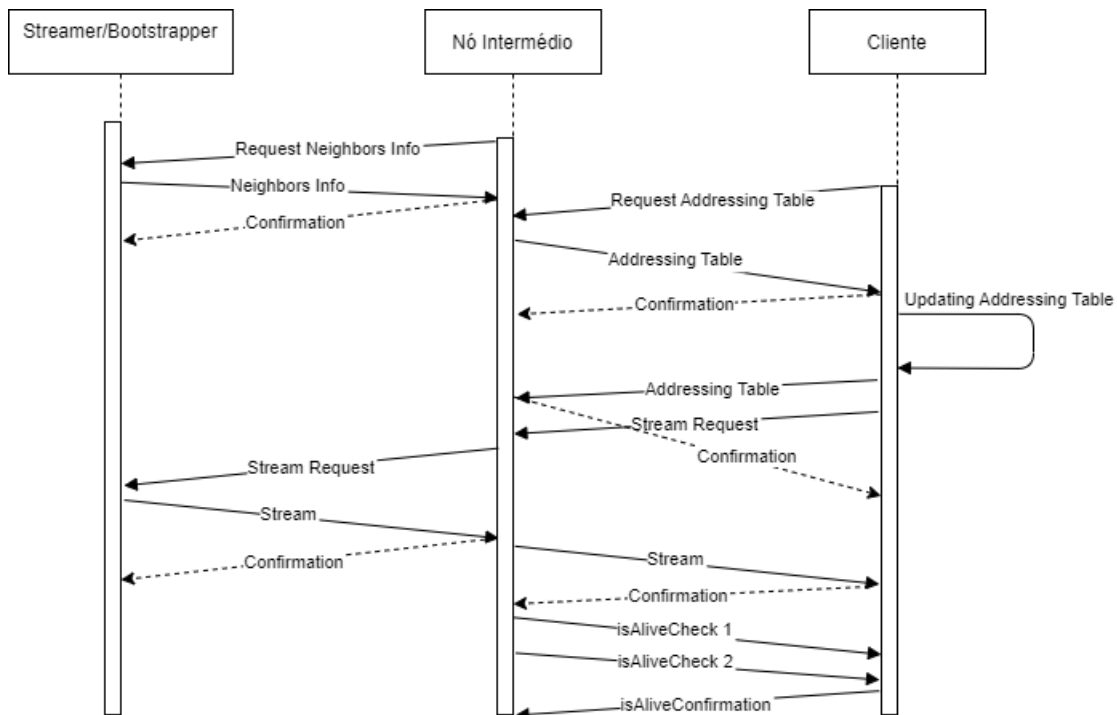 Streamer/Bootstrapper
Nó Intermédio
Cliente
Request Neighbors Info
Neighbors Info
Request Addressing Table
Confirmation
Addressing Table
Confirmation
Updating Addressing Table
Addressing Table
Stream Request
Confirmation
Stream Request
Stream
Confirmation
Stream
Confirmation
isAliveCheck 1
isAliveCheck 2
isAliveConfirmation